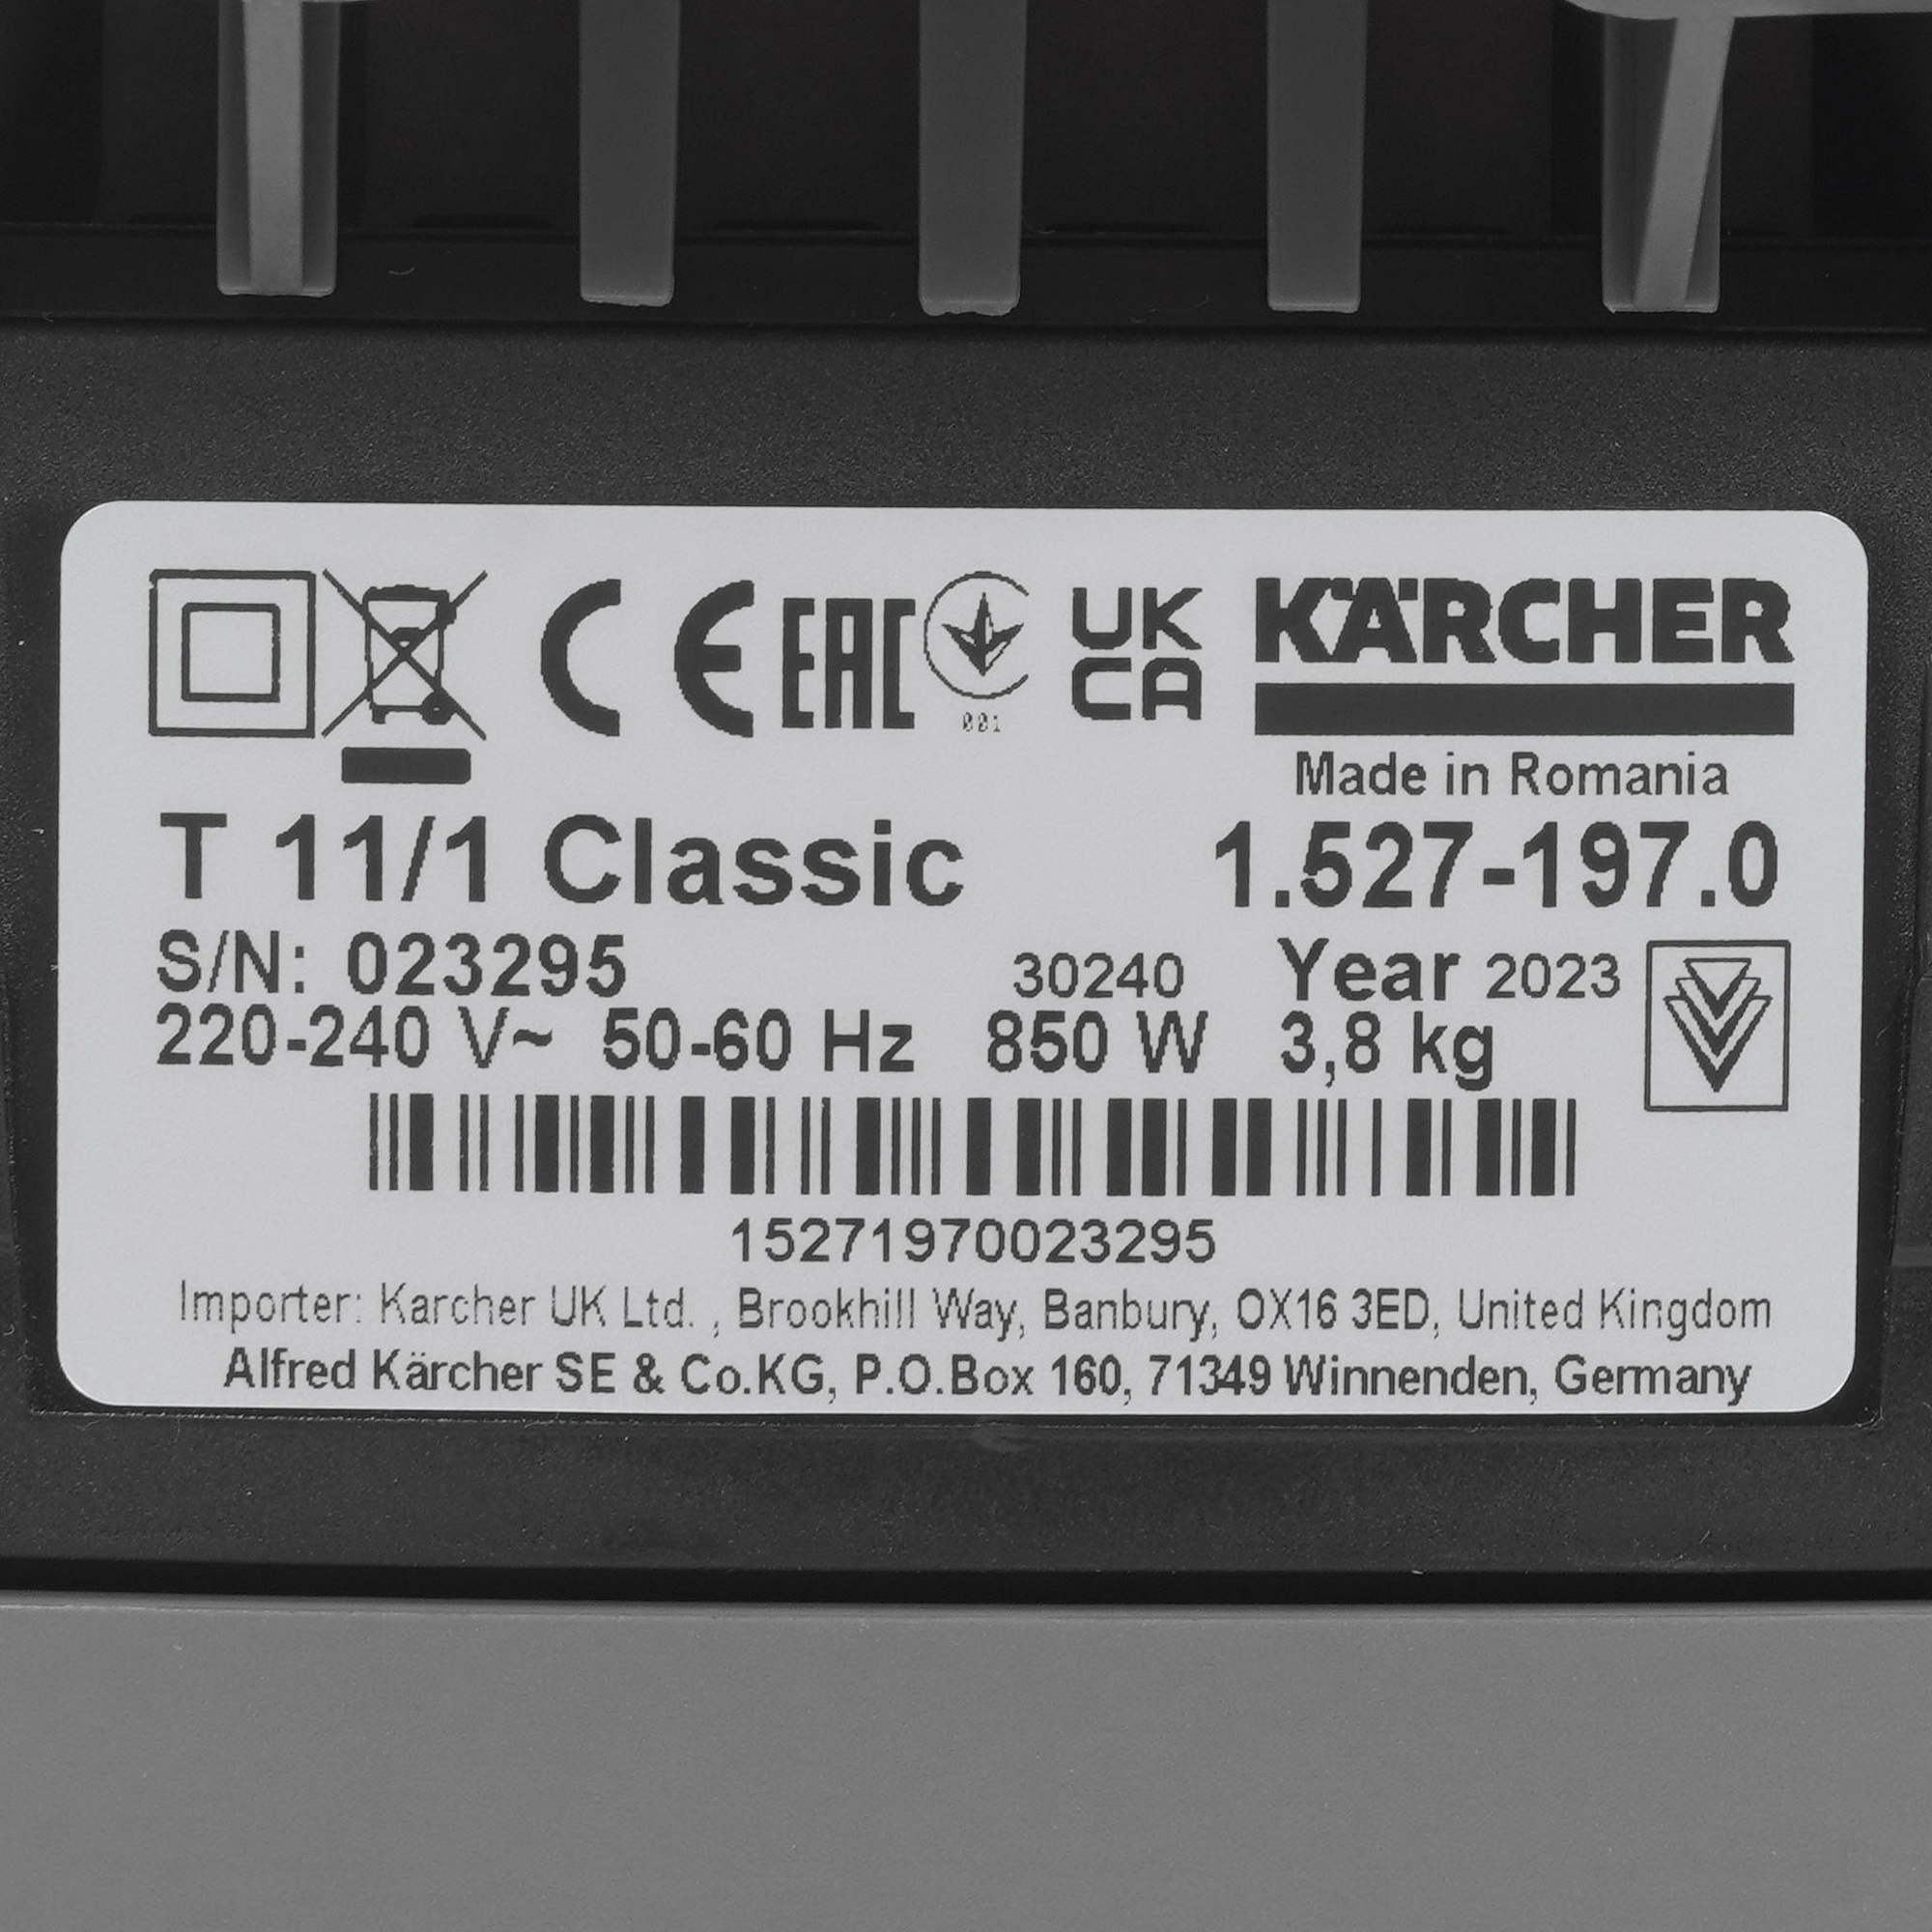 CE EAC 001 UK CA KÄRCHER
Made in Romania
T 11/1 Classic 1.527-197.0
S/N: 023295 30240 Year 2023
220-240 V~ 50-60 Hz 850 W 3,8 kg
15271970023295
Importer: Karcher UK Ltd. , Brookhill Way, Banbury, OX16 3ED, United Kingdom
Alfred Kärcher SE & Co.KG, P.O.Box 160, 71349 Winnenden, Germany